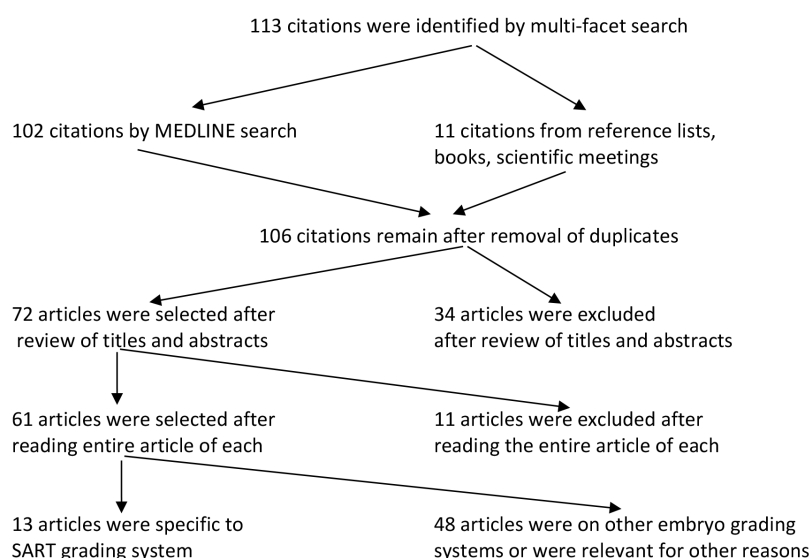 113 citations were identified by multi-facet search
102 citations by MEDLINE search
11 citations from reference lists,
books, scientific meetings
106 citations remain after removal of duplicates
72 articles were selected after
review of titles and abstracts
34 articles were excluded
after review of titles and abstracts
61 articles were selected after
reading entire article of each
11 articles were excluded after
reading the entire article of each
13 articles were specific to
SART grading system
48 articles were on other embryo grading
systems or were relevant for other reasons